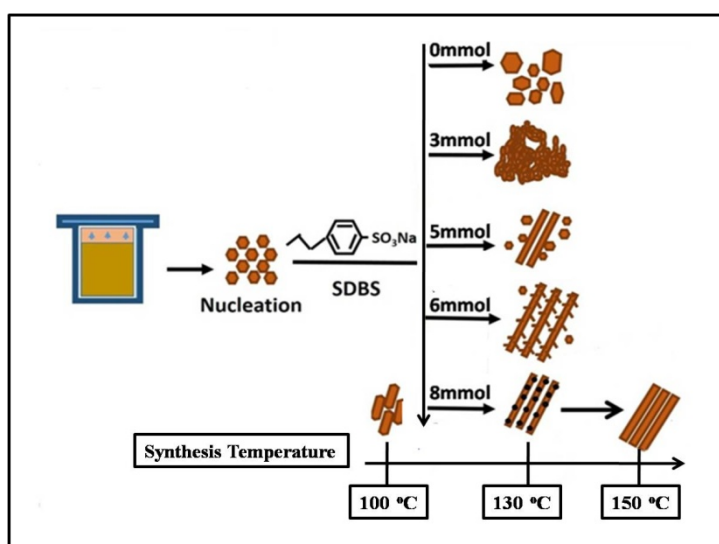 0mmol
3mmol
SO₃Na
5mmol
Nucleation
SDBS
6mmol
8mmol
Synthesis Temperature
100 ºC
130 ºC
150 ºC